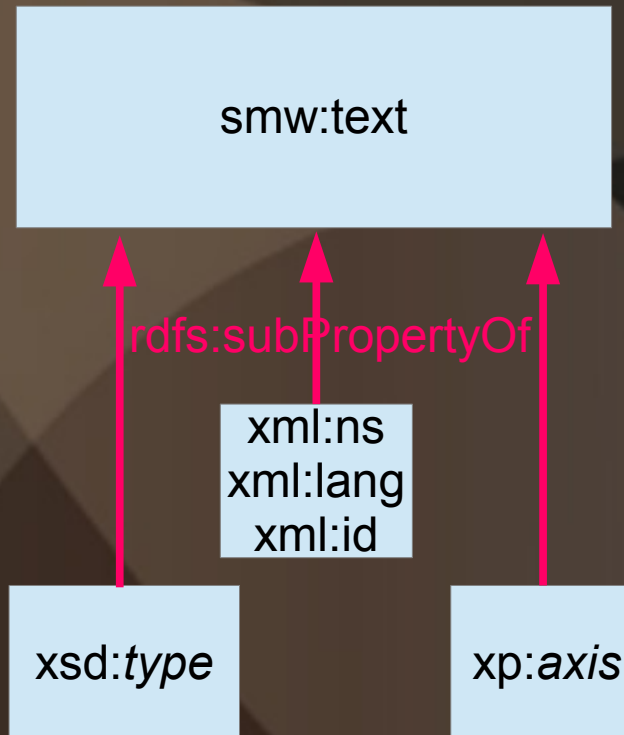 smw:text
rdfs:subPropertyOf
xml:ns
xml:lang
xml:id
xsd:type
xp:axis